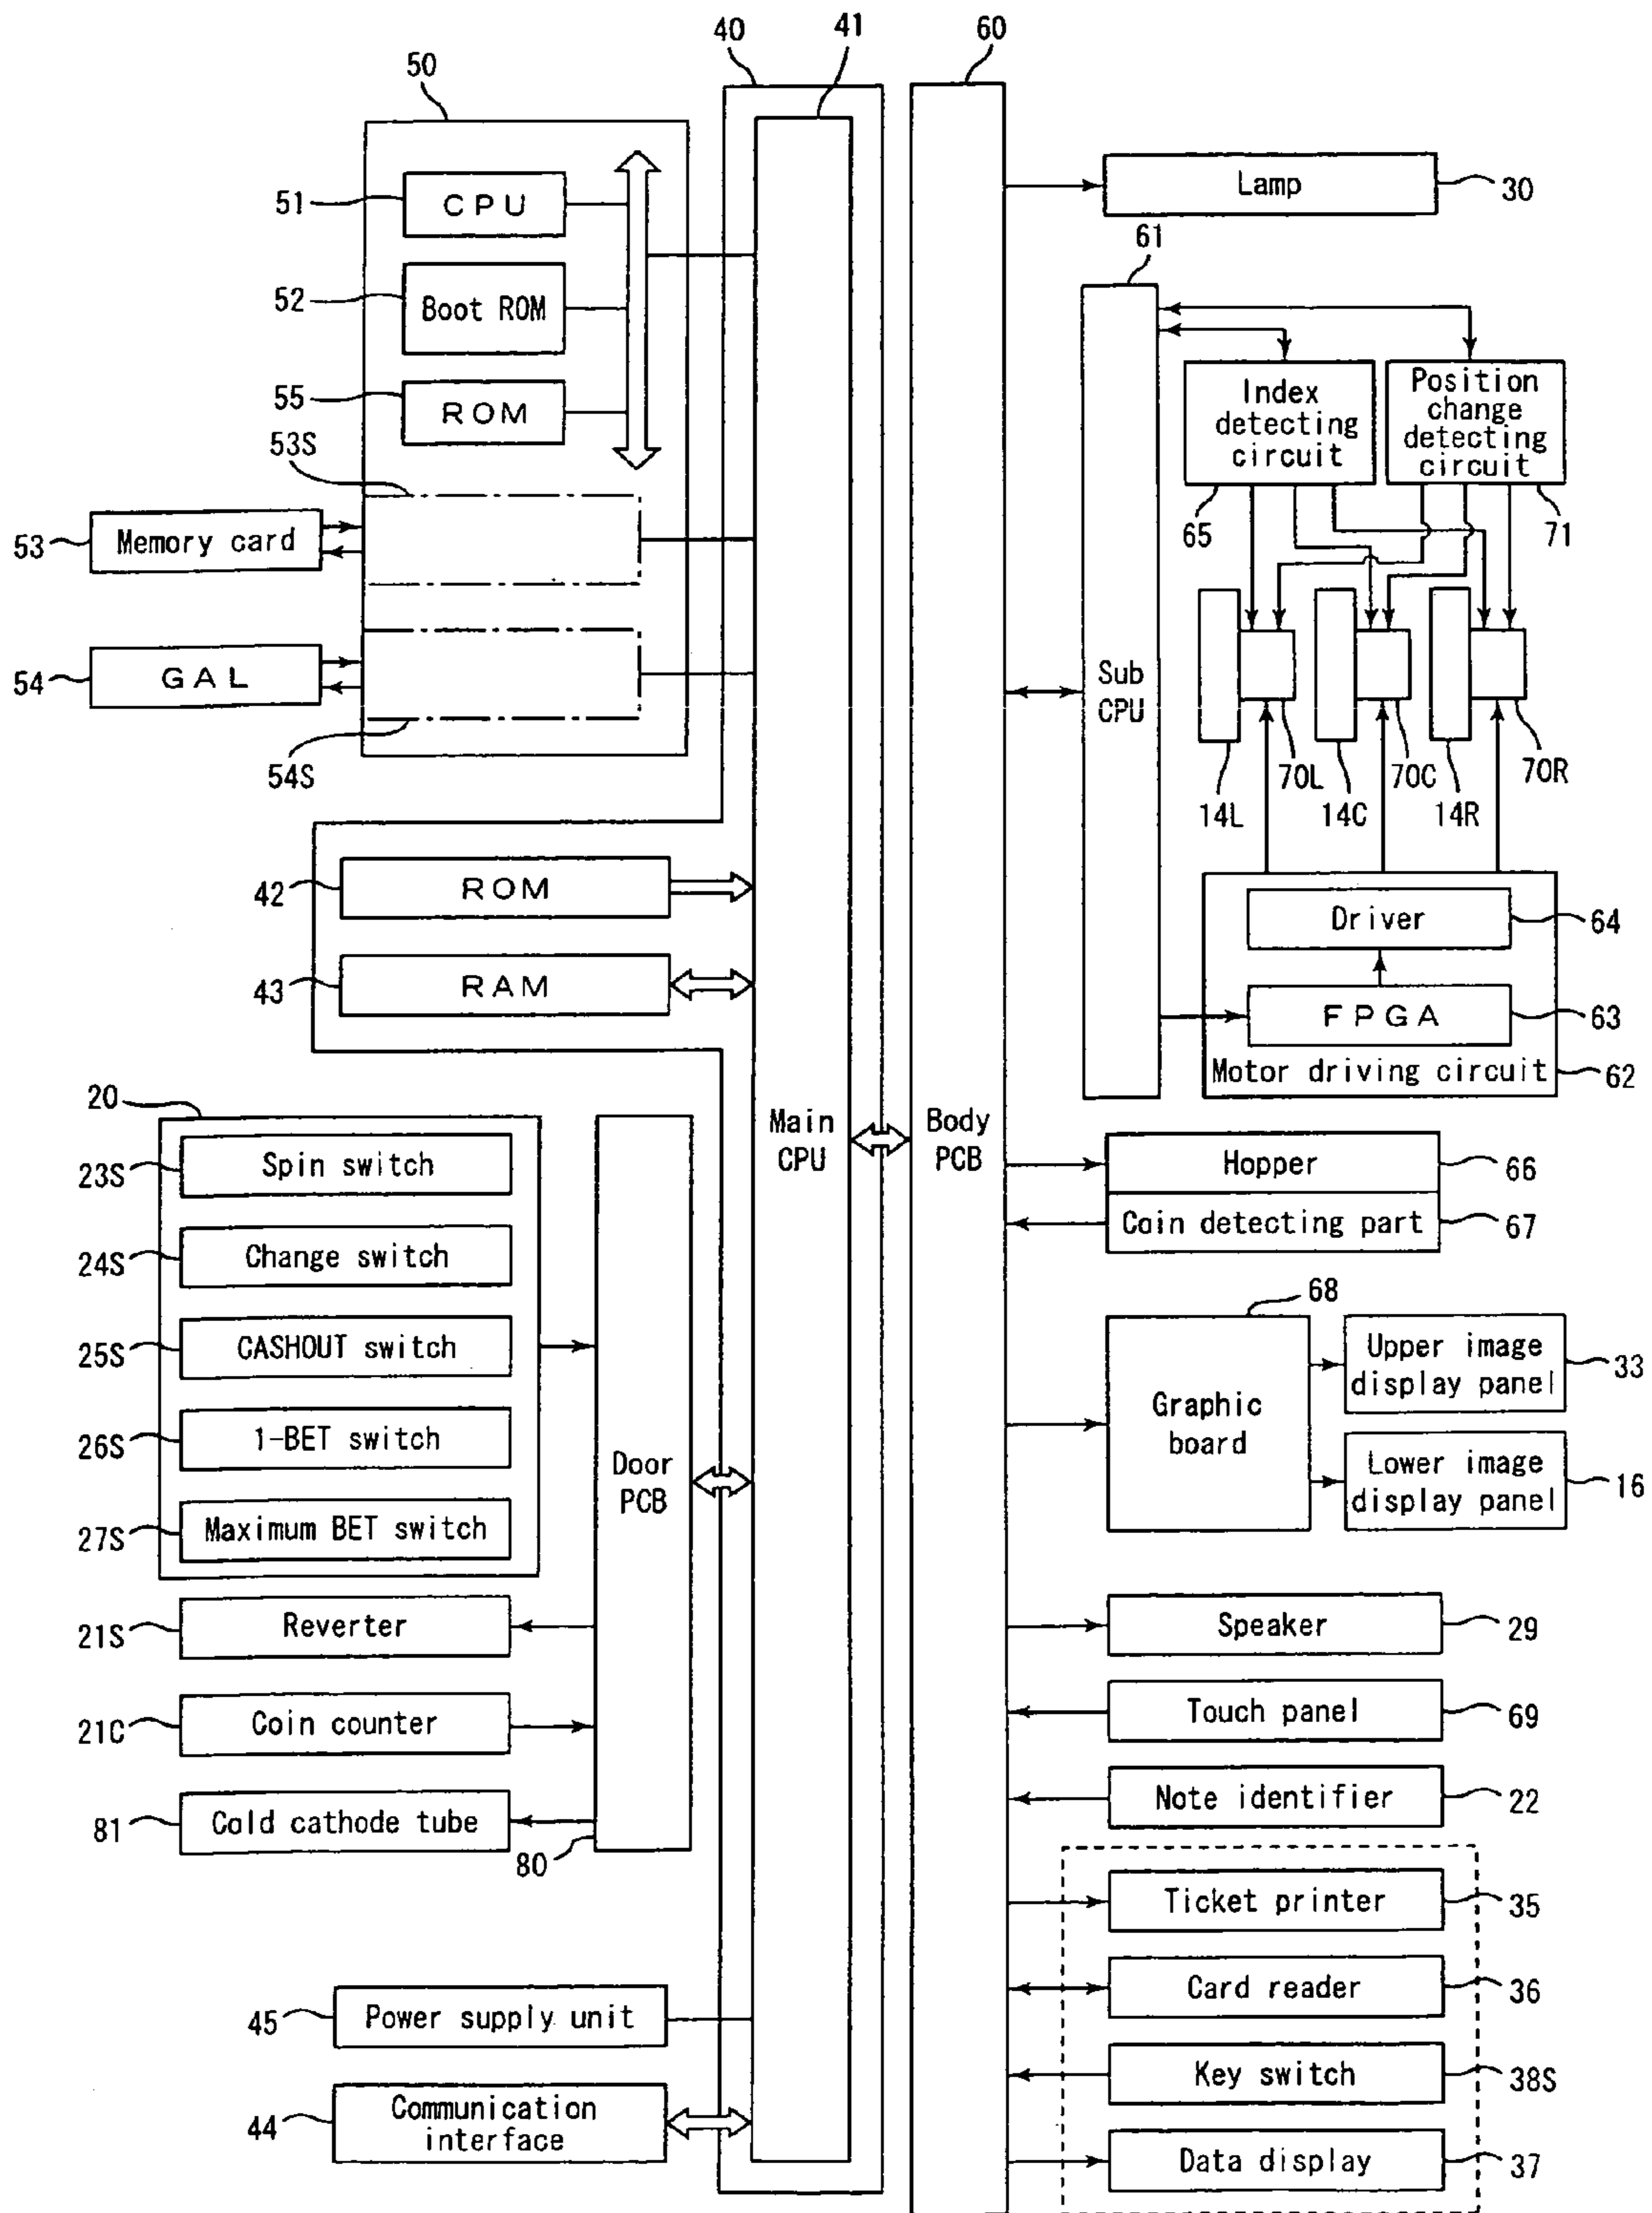 40
41
60
50
51
CPU
52
Boot ROM
55
ROM
53S
53
Memory card
54
GAL
54S
42
ROM
43
RAM
20
23S
Spin switch
24S
Change switch
25S
CASHOUT switch
26S
1-BET switch
27S
Maximum BET switch
21S
Reverter
21C
Coin counter
81
Cold cathode tube
80
Door
PCB
45
Power supply unit
44
Communication
interface
Main
CPU
Body
PCB
Lamp
30
61
Sub
CPU
Index
detecting
circuit
Position
change
detecting
circuit
65
71
14L
70L
14C
70C
14R
70R
Driver
64
FPGA
63
Motor driving circuit
62
Hopper
66
Coin detecting part
67
68
Graphic
board
Upper image
display panel
33
Lower image
display panel
16
Speaker
29
Touch panel
69
Note identifier
22
Ticket printer
35
Card reader
36
Key switch
38S
Data display
37